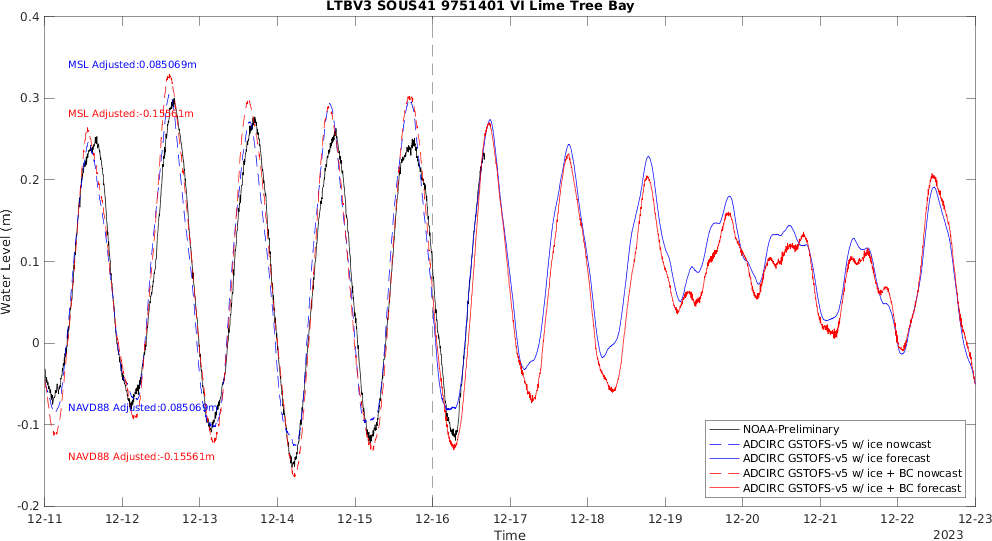 LTBV3 SOUS41 9751401 VI Lime Tree Bay
0.4
0.3
0.2
0.1
0
-0.1
-0.2
Water Level (m)
MSL Adjusted:0.085069m
MSL Adjusted:-0.15561m
NAVD88 Adjusted:0.085069m
NAVD88 Adjusted:-0.15561m
NOAA-Preliminary
ADCIRC GSTOFS-v5 w/ ice nowcast
ADCIRC GSTOFS-v5 w/ ice forecast
ADCIRC GSTOFS-v5 w/ ice + BC nowcast
ADCIRC GSTOFS-v5 w/ ice + BC forecast
12-11 12-12 12-13 12-14 12-15 12-16 12-17 12-18 12-19 12-20 12-21 12-22 12-23
Time
2023